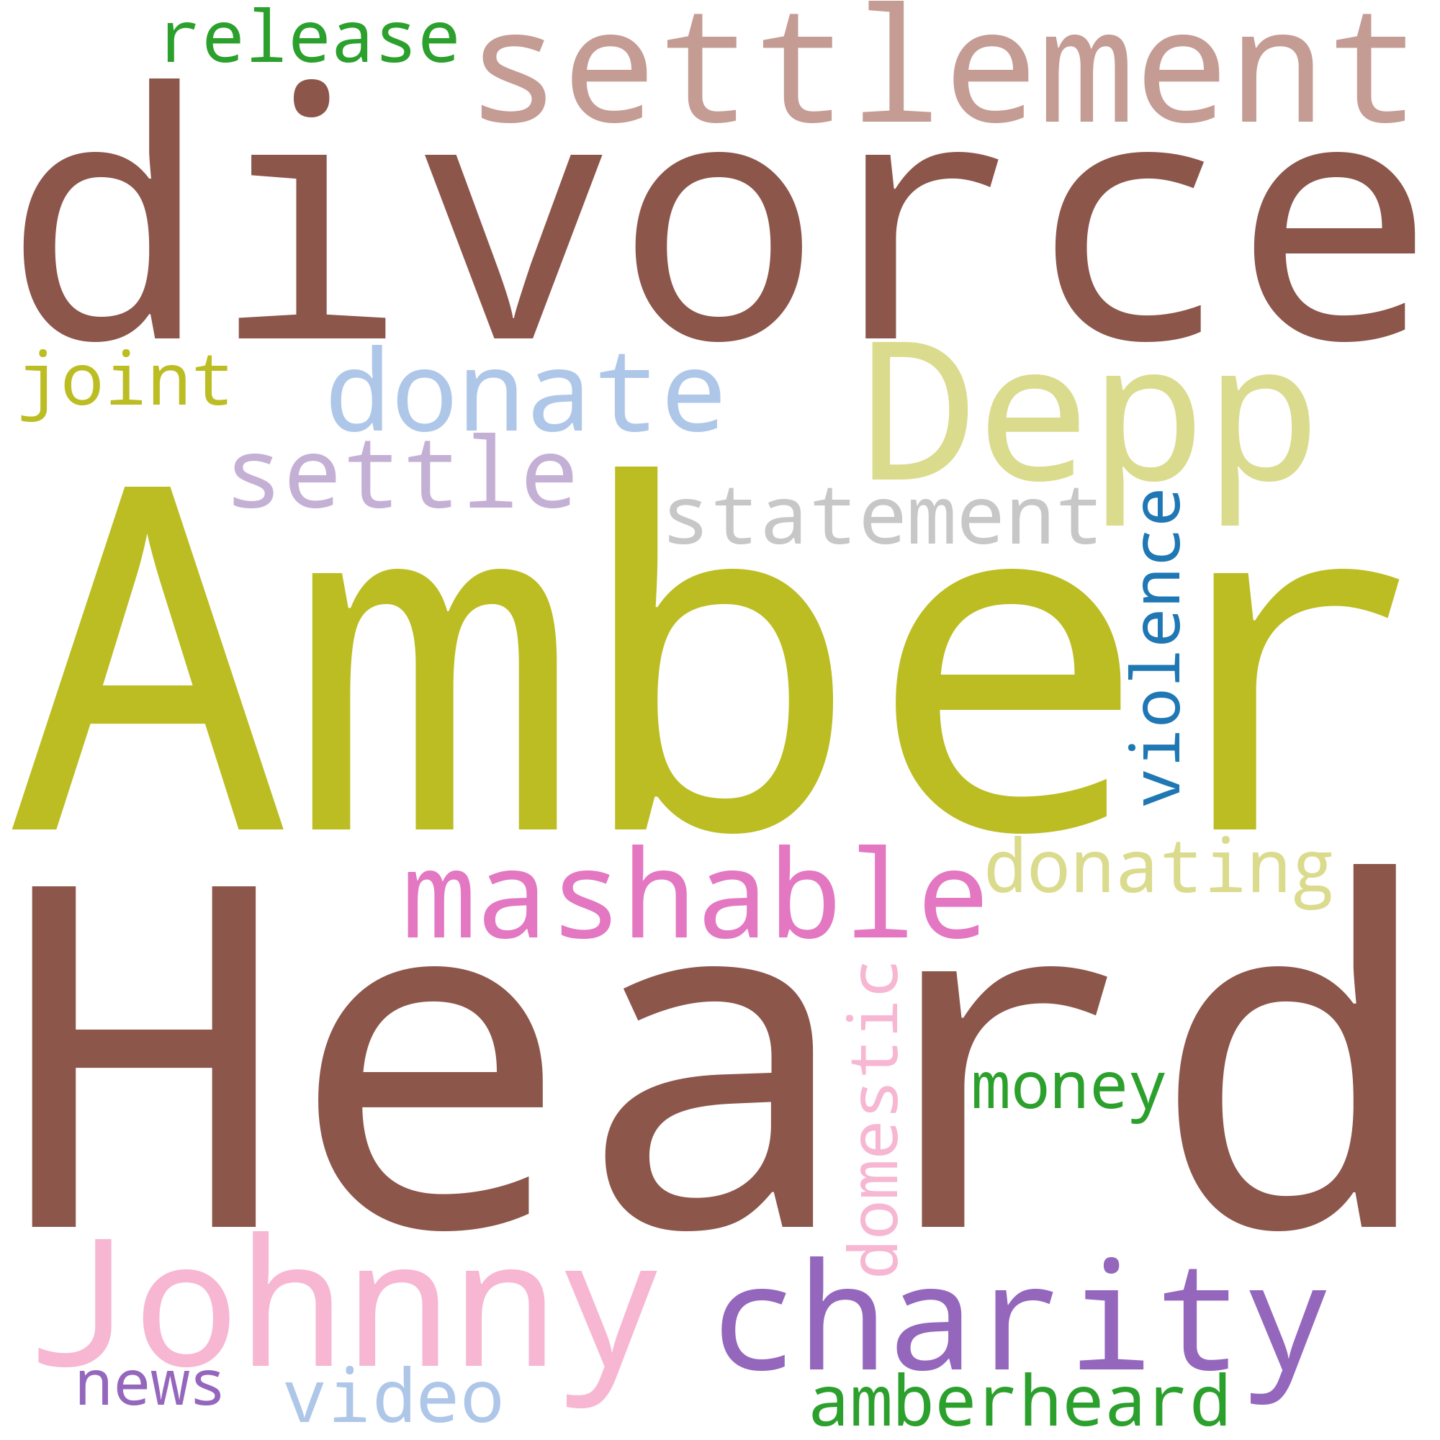 release
settlement
divorce
joint
donate
Depp
settle
statement
Amber
violence
mashable
donating
Heard
domestic
money
Johnny
charity
news
video
amberheard